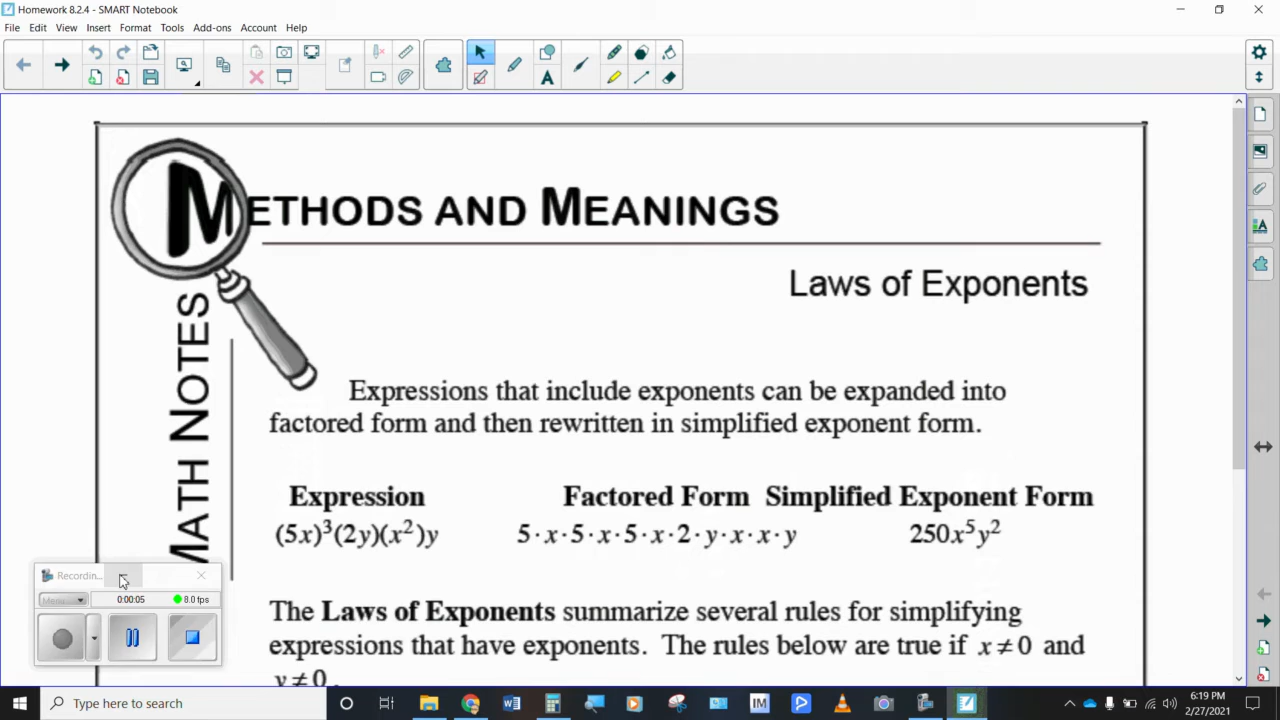 Homework 8.2.4 - SMART Notebook
File Edit View Insert Format Tools Add-ons Account Help
METHODS AND MEANINGS
Laws of Exponents
MATH NOTES
Expressions that include exponents can be expanded into
factored form and then rewritten in simplified exponent form.
Expression Factored Form Simplified Exponent Form
(5x)³(2y)(x²)y 5·x·5·x·5·x·2·y·x·x·y 250x⁵y²
The Laws of Exponents summarize several rules for simplifying
expressions that have exponents. The rules below are true if x≠0 and
y≠0.
Recordin...
Menu 0:00:05 8.0 fps
Type here to search
IM
6:19 PM
2/27/2021